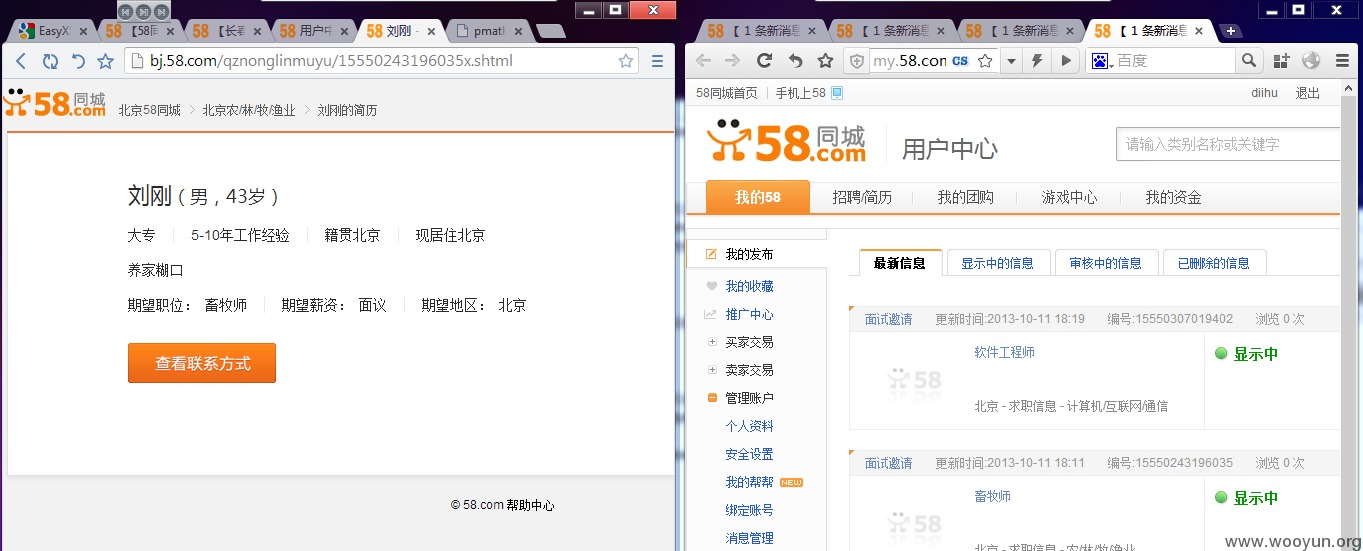 EasyX
58 【58同
58 【长春
58 用户中
58 刘刚 -
pmatl
bj.58.com/qznonglinmuyu/15550243196035x.shtml
58同城.com
北京58同城 > 北京农/林/牧/渔业 > 刘刚的简历
刘刚 ( 男，43岁 )
大专 5-10年工作经验 籍贯北京 现居住北京
养家糊口
期望职位： 畜牧师 期望薪资： 面议 期望地区： 北京
查看联系方式
© 58.com 帮助中心
58 【 1 条新消息
58 【 1 条新消息
58 【 1 条新消息
58 【 1 条新消息
my.58.com CS 百度
58同城首页 手机上58 diihu 退出
58同城.com 用户中心 请输入类别名称或关键字
我的58 招聘/简历 我的团购 游戏中心 我的资金
我的发布
我的收藏
推广中心
买家交易
卖家交易
管理账户
个人资料
安全设置
我的帮帮 NEW
绑定账号
消息管理
最新信息 显示中的信息 审核中的信息 已删除的信息
面试邀请 更新时间:2013-10-11 18:19 编号:15550307019402 浏览 0 次
软件工程师
58
显示中
北京 - 求职信息 - 计算机/互联网/通信
面试邀请 更新时间:2013-10-11 18:11 编号:15550243196035 浏览 0 次
畜牧师
58
显示中
北京 - 求职信息 - 农/林/牧/渔业
www.wooyun.org